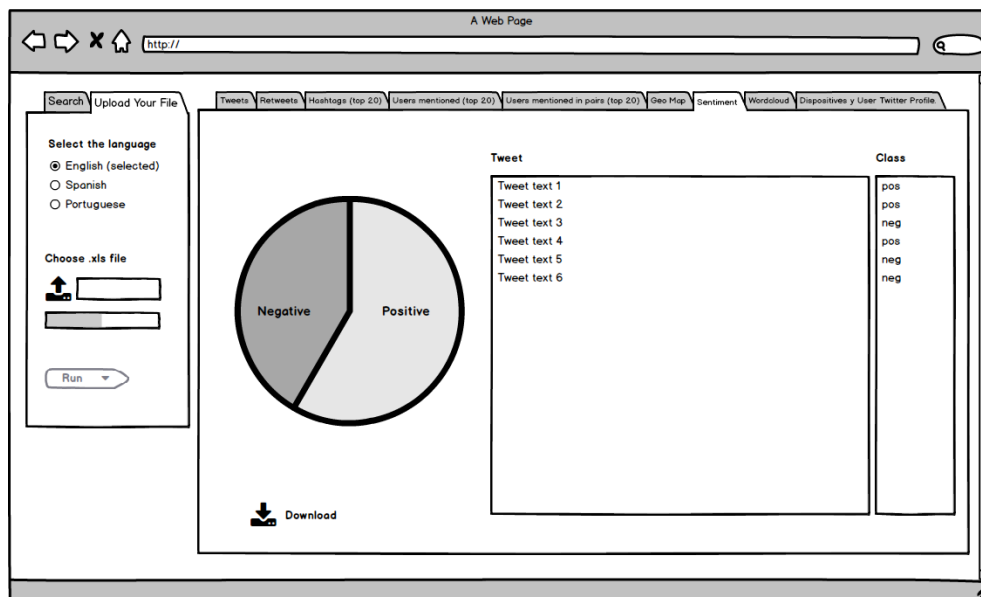 A Web Page
http://
Search
Upload Your File
Tweets
Retweets
Hashtags (top 20)
Users mentioned (top 20)
Users mentioned in pairs (top 20)
Geo Map
Sentiment
Wordcloud
Dispositives y User Twitter Profile.
Select the language
English (selected)
Spanish
Portuguese
Choose .xls file
Run
Negative
Positive
Download
Tweet
Class
Tweet text 1
pos
Tweet text 2
pos
Tweet text 3
neg
Tweet text 4
pos
Tweet text 5
neg
Tweet text 6
neg